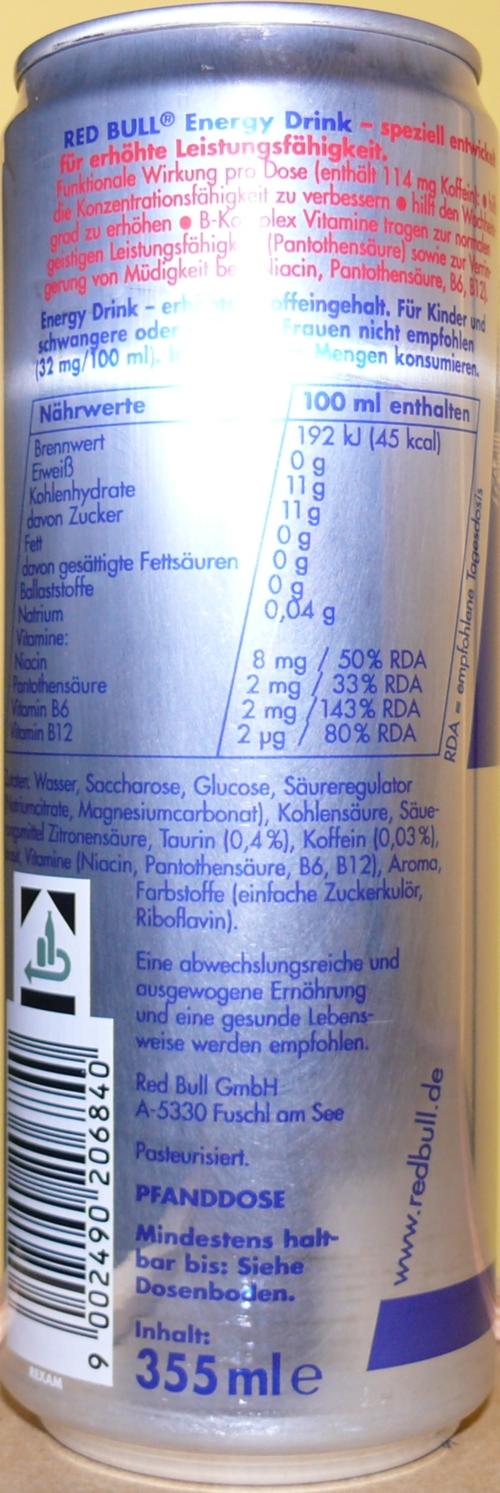 RED BULL® Energy Drink – speziell
für erhöhte Leistungsfähigkeit.
Funktionale Wirkung pro Dose (enthält 114 mg Koffein):
die Konzentrationsfähigkeit zu verbessern ● hilft den
grad zu erhöhen ● B-Ko plex Vitamine tragen zur normalen
geistigen Leistungsfähigk (Pantothensäure) sowie zur
gerung von Müdigkeit be Niacin, Pantothensäure, B6, B12).
Energy Drink – Koffeingehalt. Für Kinder und
schwangere oder Frauen nicht empfohlen
(32 mg/100 ml). Mengen konsumieren.
Nährwerte 100 ml enthalten
Brennwert 192 kJ (45 kcal)
Eiweiß 0 g
Kohlenhydrate 11 g
davon Zucker 11 g
Fett 0 g
davon gesättigte Fettsäuren 0 g
Ballaststoffe 0 g
Natrium 0,04 g
Vitamine:
Niacin 8 mg / 50% RDA
Pantothensäure 2 mg / 33% RDA
Vitamin B6 2 mg / 143% RDA
Vitamin B12 2 µg / 80% RDA
RDA = empfohlene Tagesdosis
Wasser, Saccharose, Glucose, Säureregulator
Magnesiumcarbonat), Kohlensäure, Säue-
Zitronensäure, Taurin (0,4%), Koffein (0,03%),
Vitamine (Niacin, Pantothensäure, B6, B12), Aroma,
Farbstoffe (einfache Zuckerkulör,
Riboflavin).
Eine abwechslungsreiche und
ausgewogene Ernährung
und eine gesunde Lebens-
weise werden empfohlen.
Red Bull GmbH
A-5330 Fuschl am See
Pasteurisiert.
PFANDDOSE
Mindestens halt-
bar bis: Siehe
Dosenboden.
Inhalt:
355 ml e
www.redbull.de
9 002490 206840
REXAM